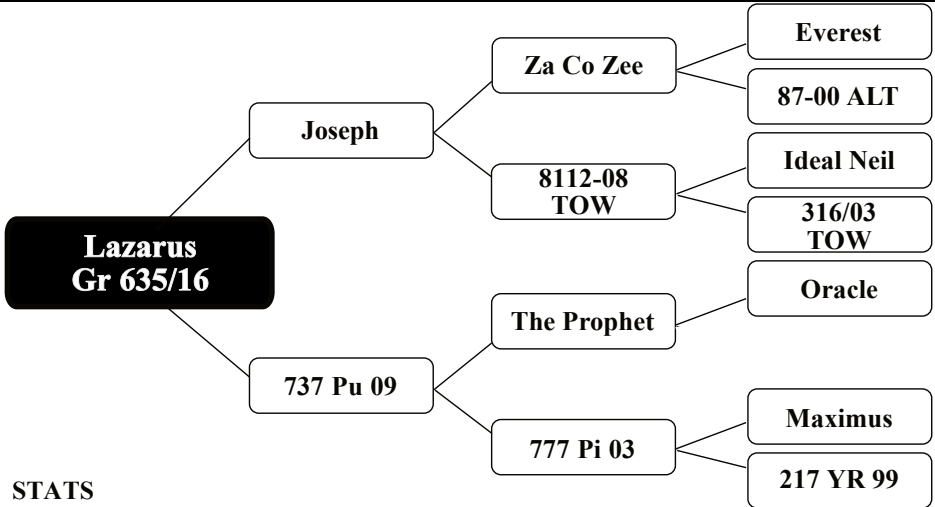 Everest
Za Co Zee
87-00 ALT
Joseph
Ideal Neil
8112-08
TOW
316/03
TOW
Lazarus
Gr 635/16
Oracle
The Prophet
737 Pu 09
Maximus
777 Pi 03
217 YR 99
STATS